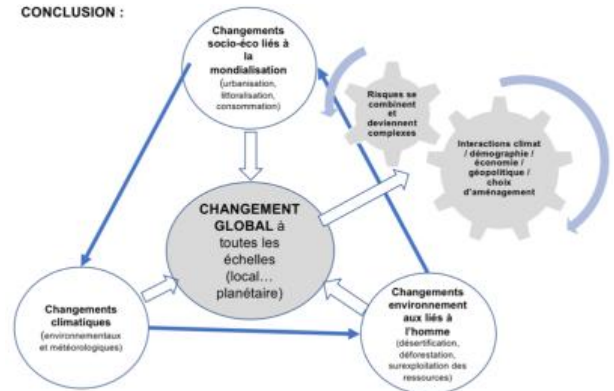 CONCLUSION :
Changements
socio-éco liés à
la
mondialisation
(urbanisation,
littoralisation,
consommation)
Risques se
combinent
et
deviennent
complexes
Interactions climat
/ démographie /
économie /
géopolitique /
choix
d'aménagement
CHANGEMENT
GLOBAL à
toutes les
échelles
(local…
planétaire)
Changements
climatiques
(environnementaux
et météorologiques)
Changements
environnement
aux liés à
l'homme
(désertification,
déforestation,
surexploitation des
ressources)